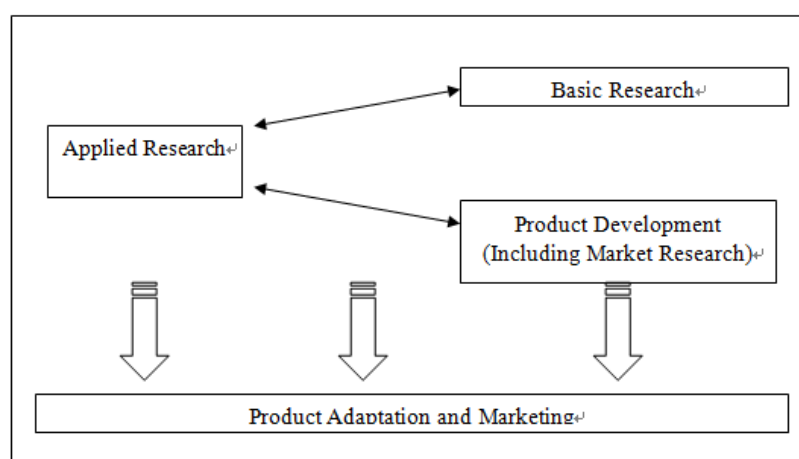 Basic Research
Applied Research
Product Development
(Including Market Research)
Product Adaptation and Marketing